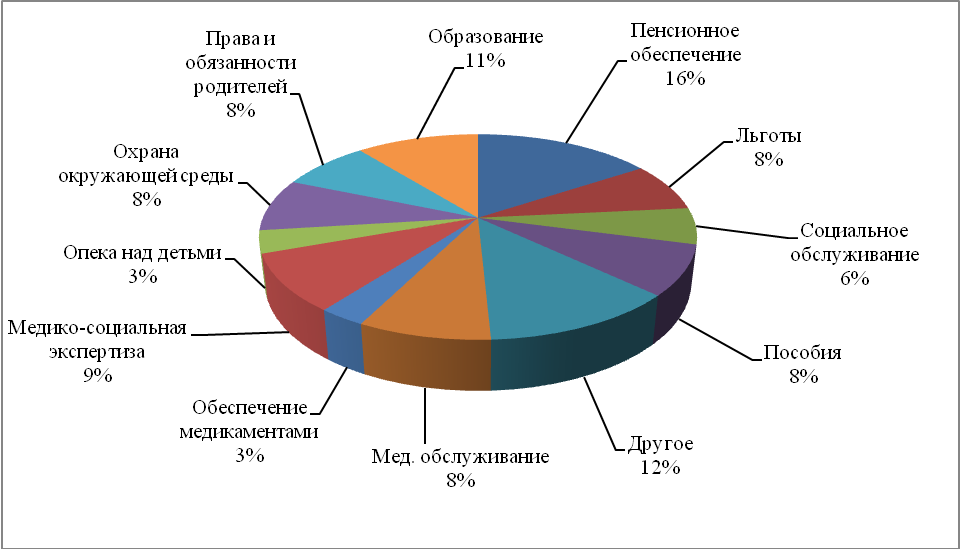 Пенсионное
обеспечение
16%
Льготы
8%
Социальное
обслуживание
6%
Пособия
8%
Другое
12%
Мед. обслуживание
8%
Обеспечение
медикаментами
3%
Медико-социальная
экспертиза
9%
Опека над детьми
3%
Охрана
окружающей среды
8%
Права и
обязанности
родителей
8%
Образование
11%